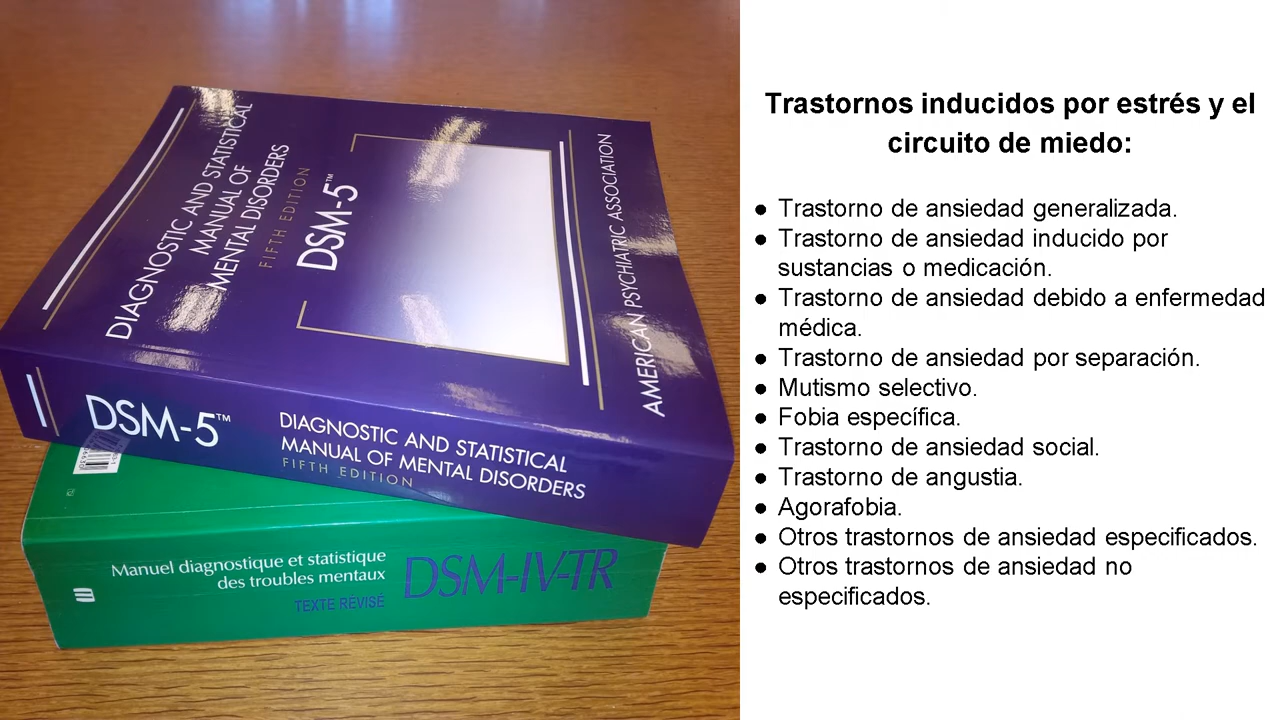 DIAGNOSTIC AND STATISTICAL
MANUAL OF
MENTAL DISORDERS
FIFTH EDITION
DSM-5™
AMERICAN PSYCHIATRIC ASSOCIATION
DSM-5™
DIAGNOSTIC AND STATISTICAL
MANUAL OF MENTAL DISORDERS
FIFTH EDITION
Manuel diagnostique et statistique
des troubles mentaux
TEXTE RÉVISÉ
DSM-IV-TR
Trastornos inducidos por estrés y el
circuito de miedo:
● Trastorno de ansiedad generalizada.
● Trastorno de ansiedad inducido por
sustancias o medicación.
● Trastorno de ansiedad debido a enfermedad
médica.
● Trastorno de ansiedad por separación.
● Mutismo selectivo.
● Fobia específica.
● Trastorno de ansiedad social.
● Trastorno de angustia.
● Agorafobia.
● Otros trastornos de ansiedad especificados.
● Otros trastornos de ansiedad no
especificados.